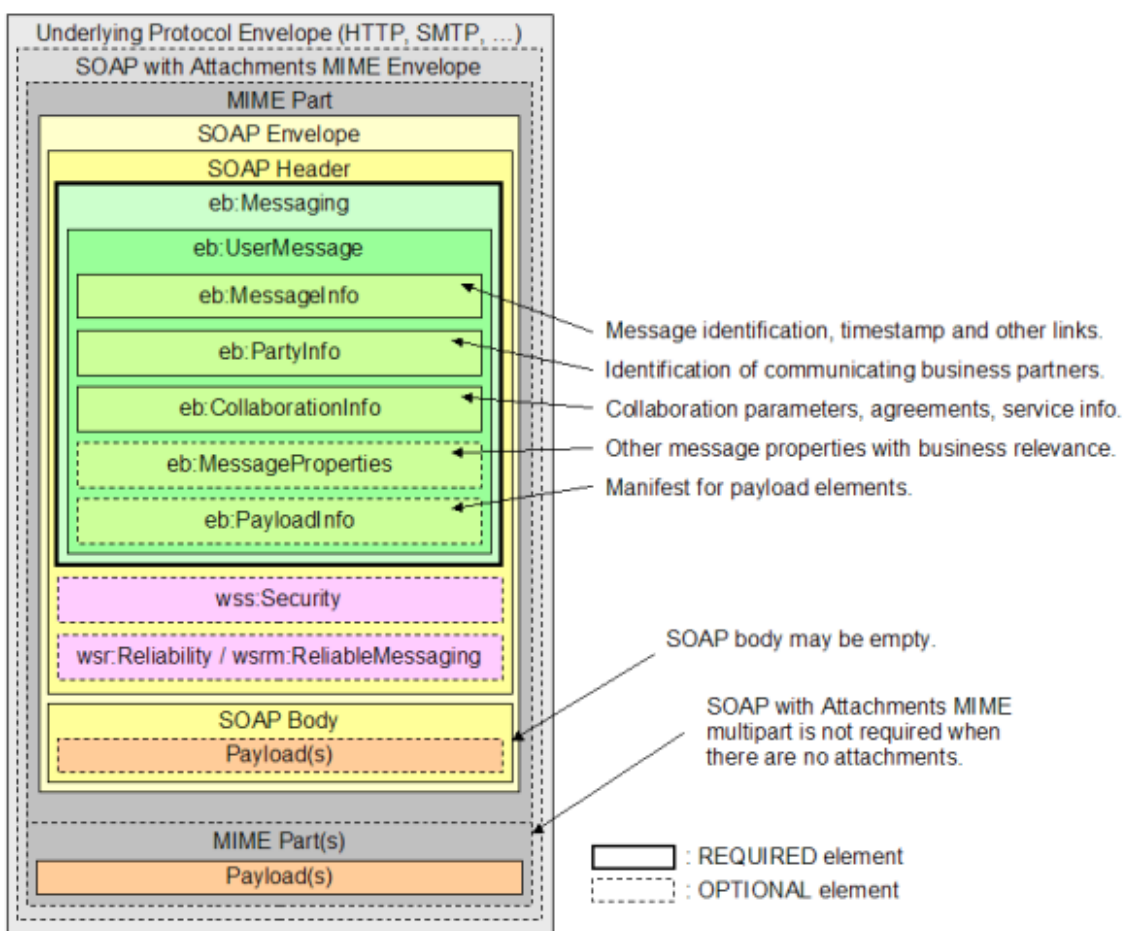 Underlying Protocol Envelope (HTTP, SMTP, ...)
SOAP with Attachments MIME Envelope
MIME Part
SOAP Envelope
SOAP Header
eb:Messaging
eb:UserMessage
eb:MessageInfo
eb:PartyInfo
eb:CollaborationInfo
eb:MessageProperties
eb:PayloadInfo
wss:Security
wsr:Reliability / wsrm:ReliableMessaging
SOAP Body
Payload(s)
MIME Part(s)
Payload(s)
Message identification, timestamp and other links.
Identification of communicating business partners.
Collaboration parameters, agreements, service info.
Other message properties with business relevance.
Manifest for payload elements.
SOAP body may be empty.
SOAP with Attachments MIME
multipart is not required when
there are no attachments.
: REQUIRED element
: OPTIONAL element